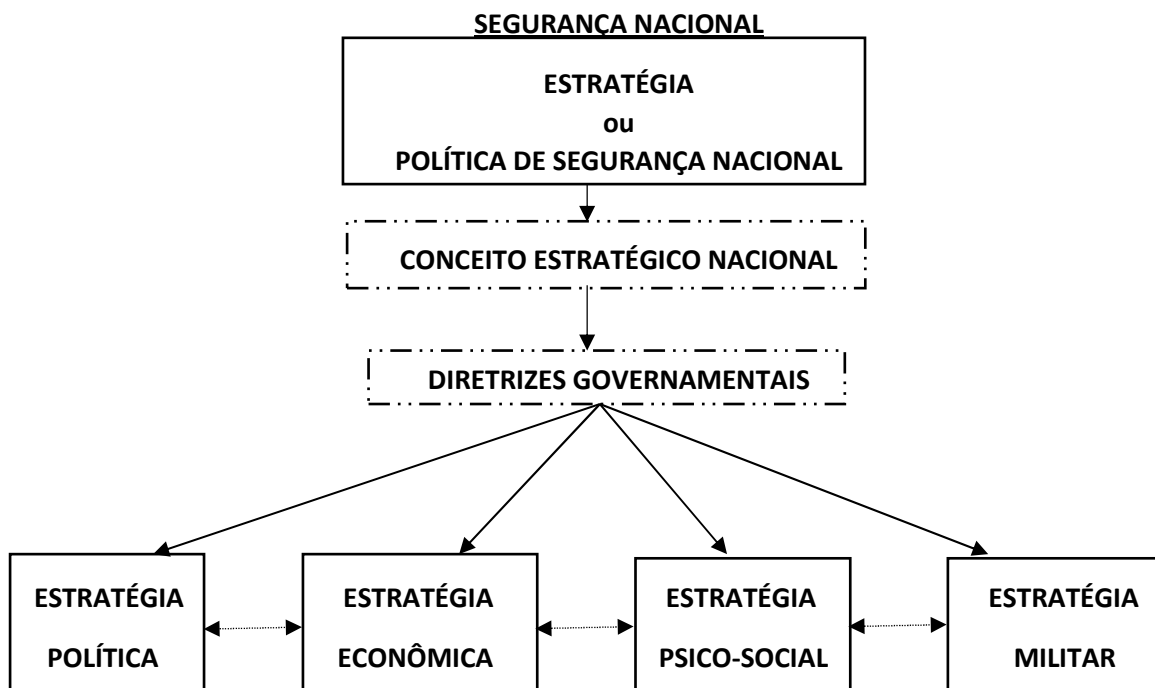 SEGURANÇA NACIONAL
ESTRATÉGIA
ou
POLÍTICA DE SEGURANÇA NACIONAL
CONCEITO ESTRATÉGICO NACIONAL
DIRETRIZES GOVERNAMENTAIS
ESTRATÉGIA
POLÍTICA
ESTRATÉGIA
ECONÔMICA
ESTRATÉGIA
PSICO-SOCIAL
ESTRATÉGIA
MILITAR